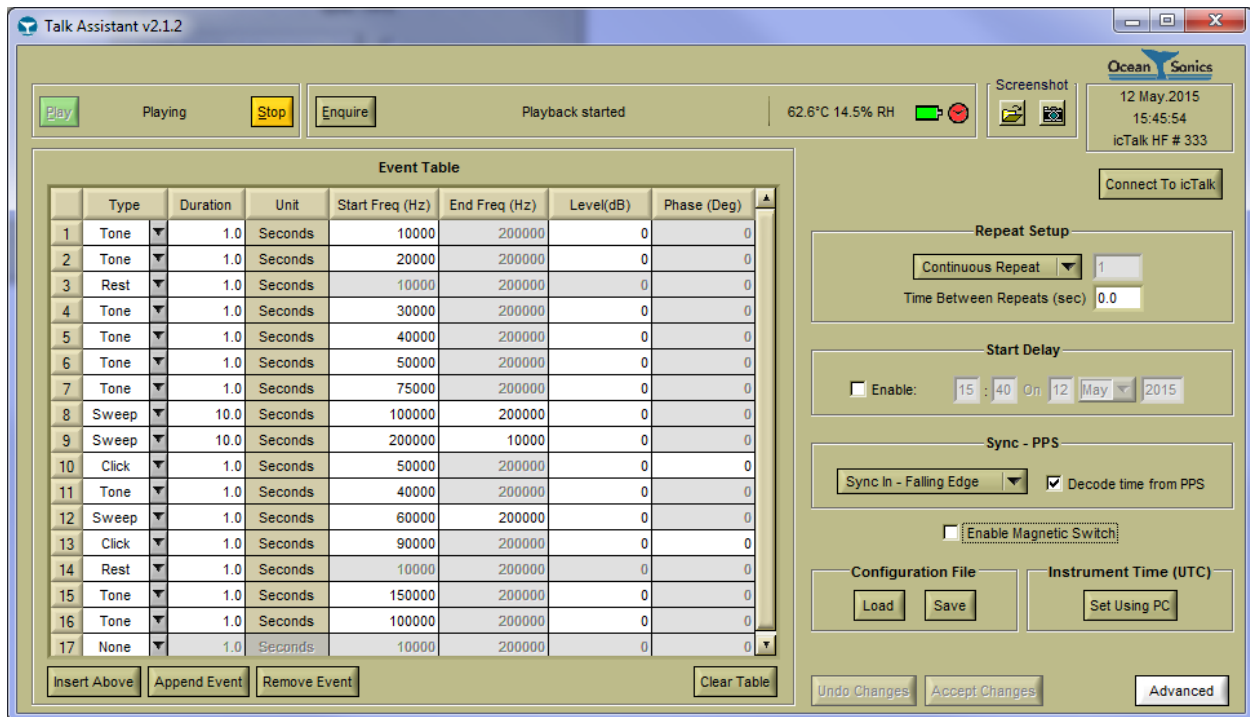 Talk Assistant v2.1.2
Ocean Sonics
Play Playing Stop Enquire Playback started 62.6°C 14.5% RH
Screenshot
12 May.2015
15:45:54
icTalk HF # 333
Connect To icTalk
Event Table
Type Duration Unit Start Freq (Hz) End Freq (Hz) Level(dB) Phase (Deg)
1 Tone 1.0 Seconds 10000 200000 0 0
2 Tone 1.0 Seconds 20000 200000 0 0
3 Rest 1.0 Seconds 10000 200000 0 0
4 Tone 1.0 Seconds 30000 200000 0 0
5 Tone 1.0 Seconds 40000 200000 0 0
6 Tone 1.0 Seconds 50000 200000 0 0
7 Tone 1.0 Seconds 75000 200000 0 0
8 Sweep 10.0 Seconds 100000 200000 0 0
9 Sweep 10.0 Seconds 200000 10000 0 0
10 Click 1.0 Seconds 50000 200000 0 0
11 Tone 1.0 Seconds 40000 200000 0 0
12 Sweep 1.0 Seconds 60000 200000 0 0
13 Click 1.0 Seconds 90000 200000 0 0
14 Rest 1.0 Seconds 10000 200000 0 0
15 Tone 1.0 Seconds 150000 200000 0 0
16 Tone 1.0 Seconds 100000 200000 0 0
17 None 1.0 Seconds 10000 200000 0 0
Insert Above Append Event Remove Event Clear Table
Repeat Setup
Continuous Repeat 1
Time Between Repeats (sec) 0.0
Start Delay
Enable: 15 : 40 On 12 May 2015
Sync - PPS
Sync In - Falling Edge Decode time from PPS
Enable Magnetic Switch
Configuration File
Load Save
Instrument Time (UTC)
Set Using PC
Undo Changes Accept Changes Advanced